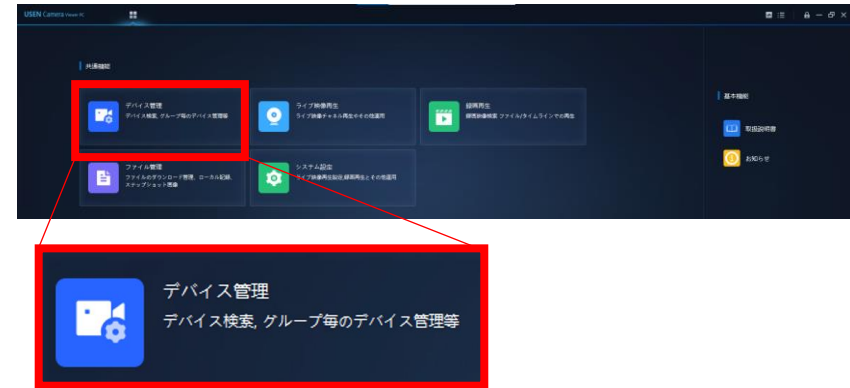 USEN Camera Viewer PC
共通機能
デバイス管理
デバイス検索, グループ毎のデバイス管理等
ライブ映像再生
ライブ映像チャネル再生やその他運用
録画再生
録画映像検索 ファイル/タイムラインでの再生
ファイル管理
ファイルのダウンロード管理、ローカル記録、
スナップショット画像
システム設定
ライブ映像再生設定,録画再生とその他運用
基本機能
取扱説明書
お知らせ
デバイス管理
デバイス検索, グループ毎のデバイス管理等